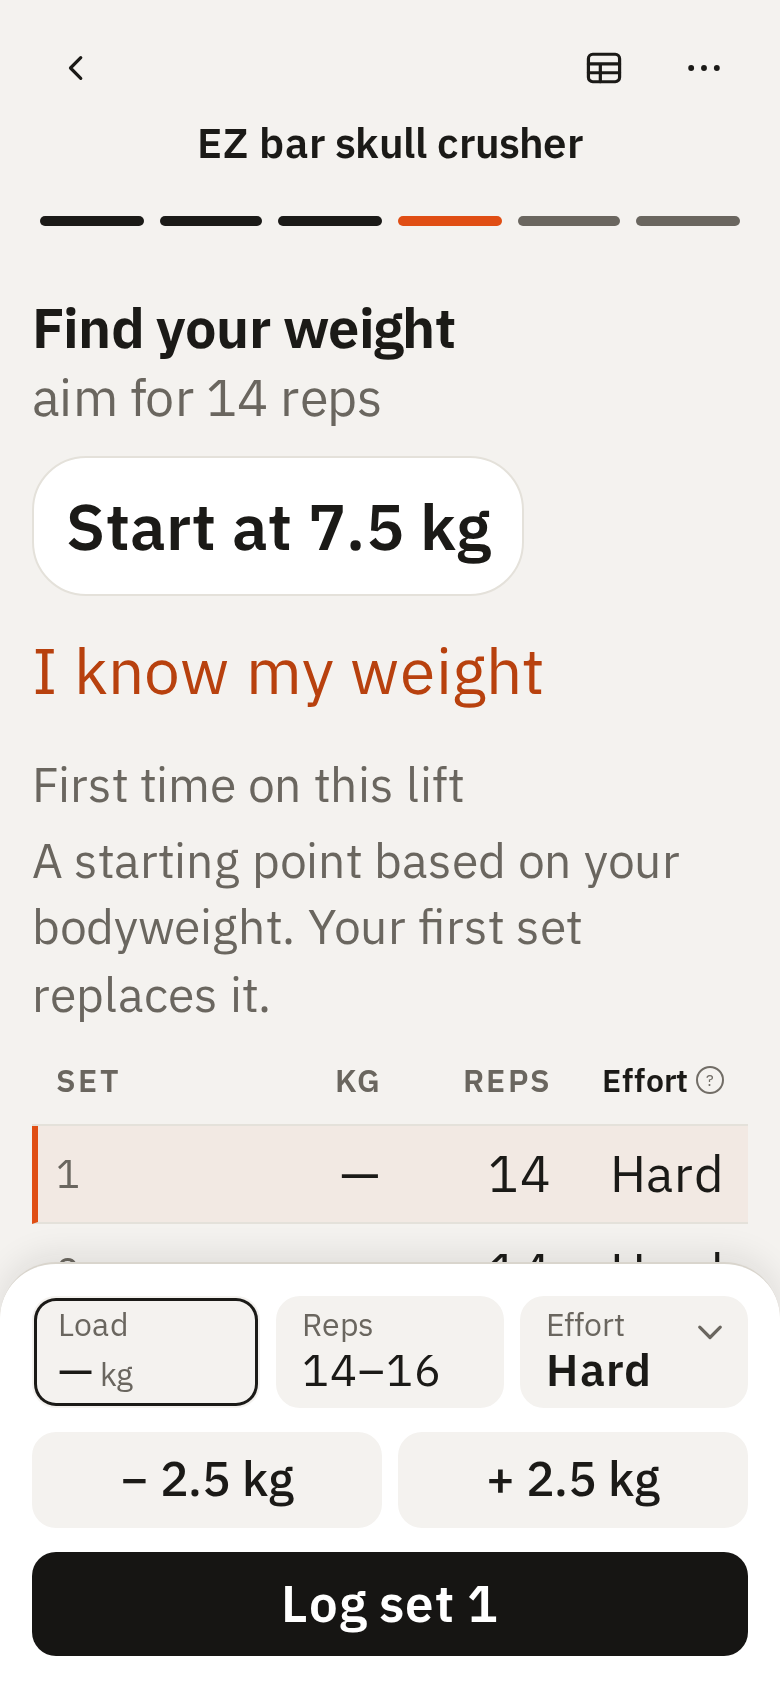 EZ bar skull crusher
Find your weight
aim for 14 reps
Start at 7.5 kg
I know my weight
First time on this lift
A starting point based on your
bodyweight. Your first set
replaces it.
SET KG REPS Effort ?
1 — 14 Hard
14 Hard
Load Reps Effort
— kg 14–16 Hard
− 2.5 kg + 2.5 kg
Log set 1